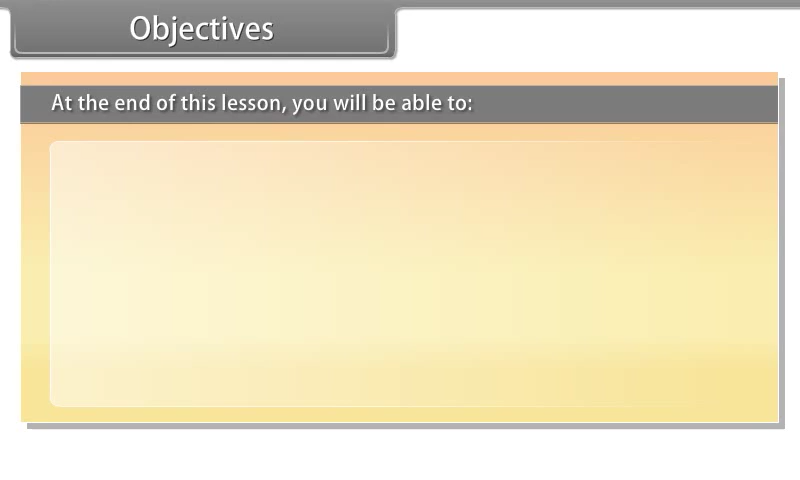 Objectives
At the end of this lesson, you will be able to: